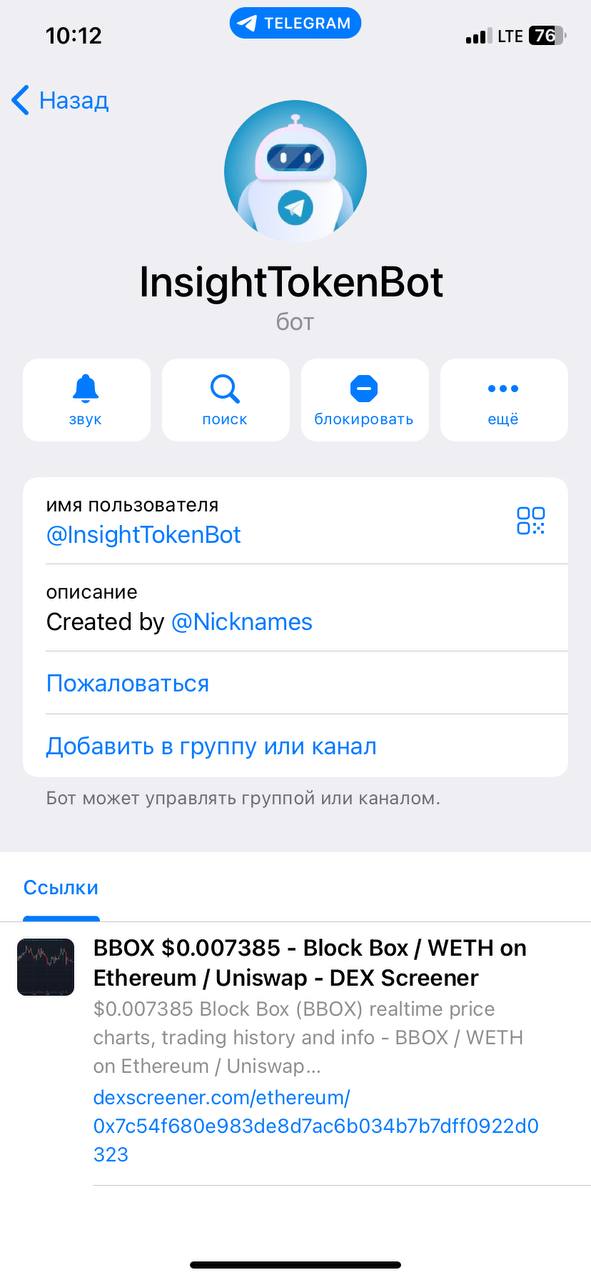 10:12
TELEGRAM
LTE
76
Назад
InsightTokenBot
бот
звук
поиск
блокировать
ещё
имя пользователя
@InsightTokenBot
описание
Created by @Nicknames
Пожаловаться
Добавить в группу или канал
Бот может управлять группой или каналом.
Ссылки
BBOX $0.007385 - Block Box / WETH on
Ethereum / Uniswap - DEX Screener
$0.007385 Block Box (BBOX) realtime price
charts, trading history and info - BBOX / WETH
on Ethereum / Uniswap...
dexscreener.com/ethereum/
0x7c54f680e983de8d7ac6b034b7b7dff0922d0
323